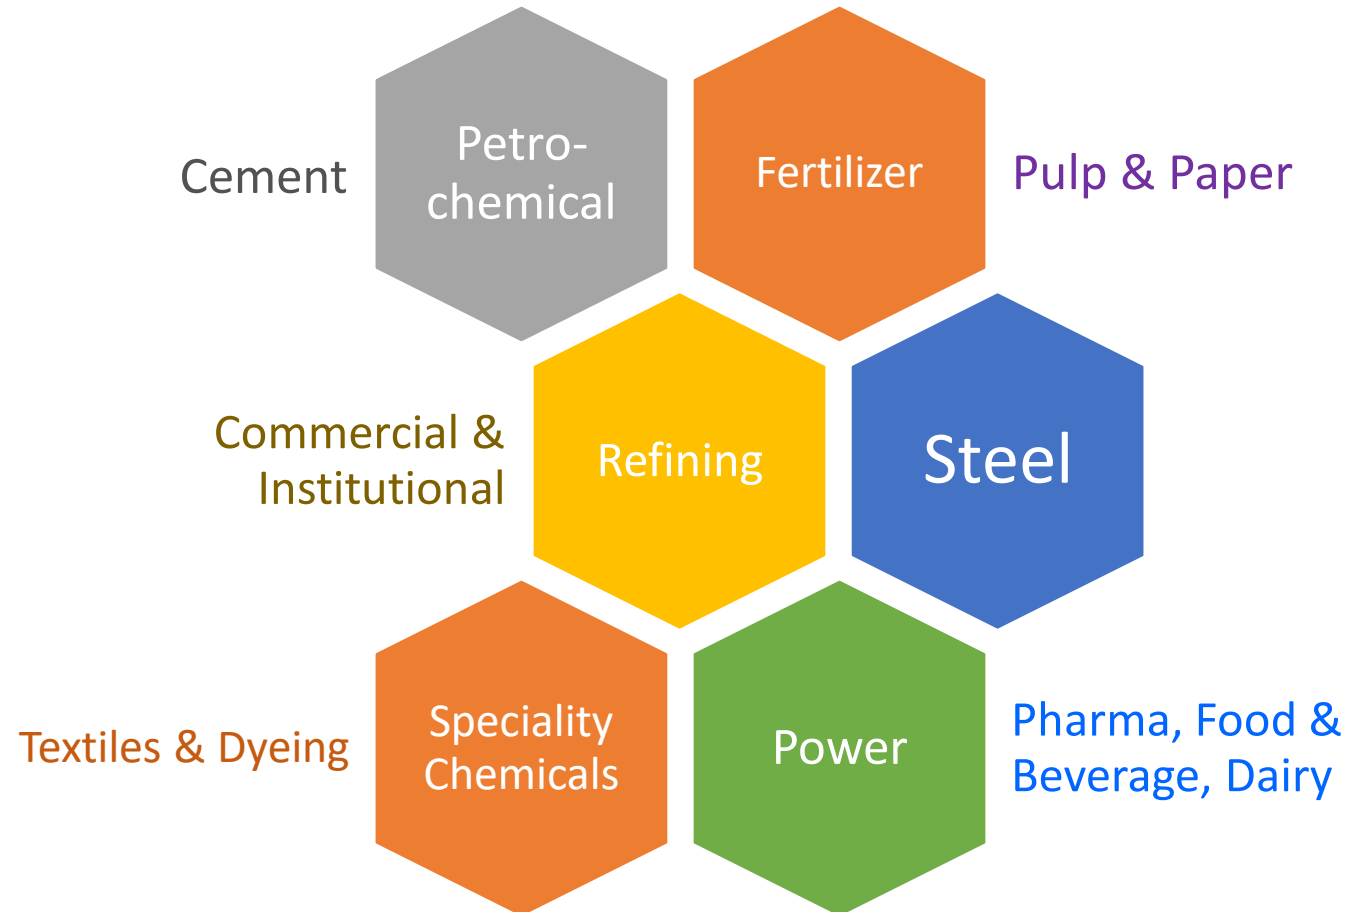 Cement
Petro-
chemical
Fertilizer
Pulp & Paper
Commercial &
Institutional
Refining
Steel
Textiles & Dyeing
Speciality
Chemicals
Power
Pharma, Food &
Beverage, Dairy